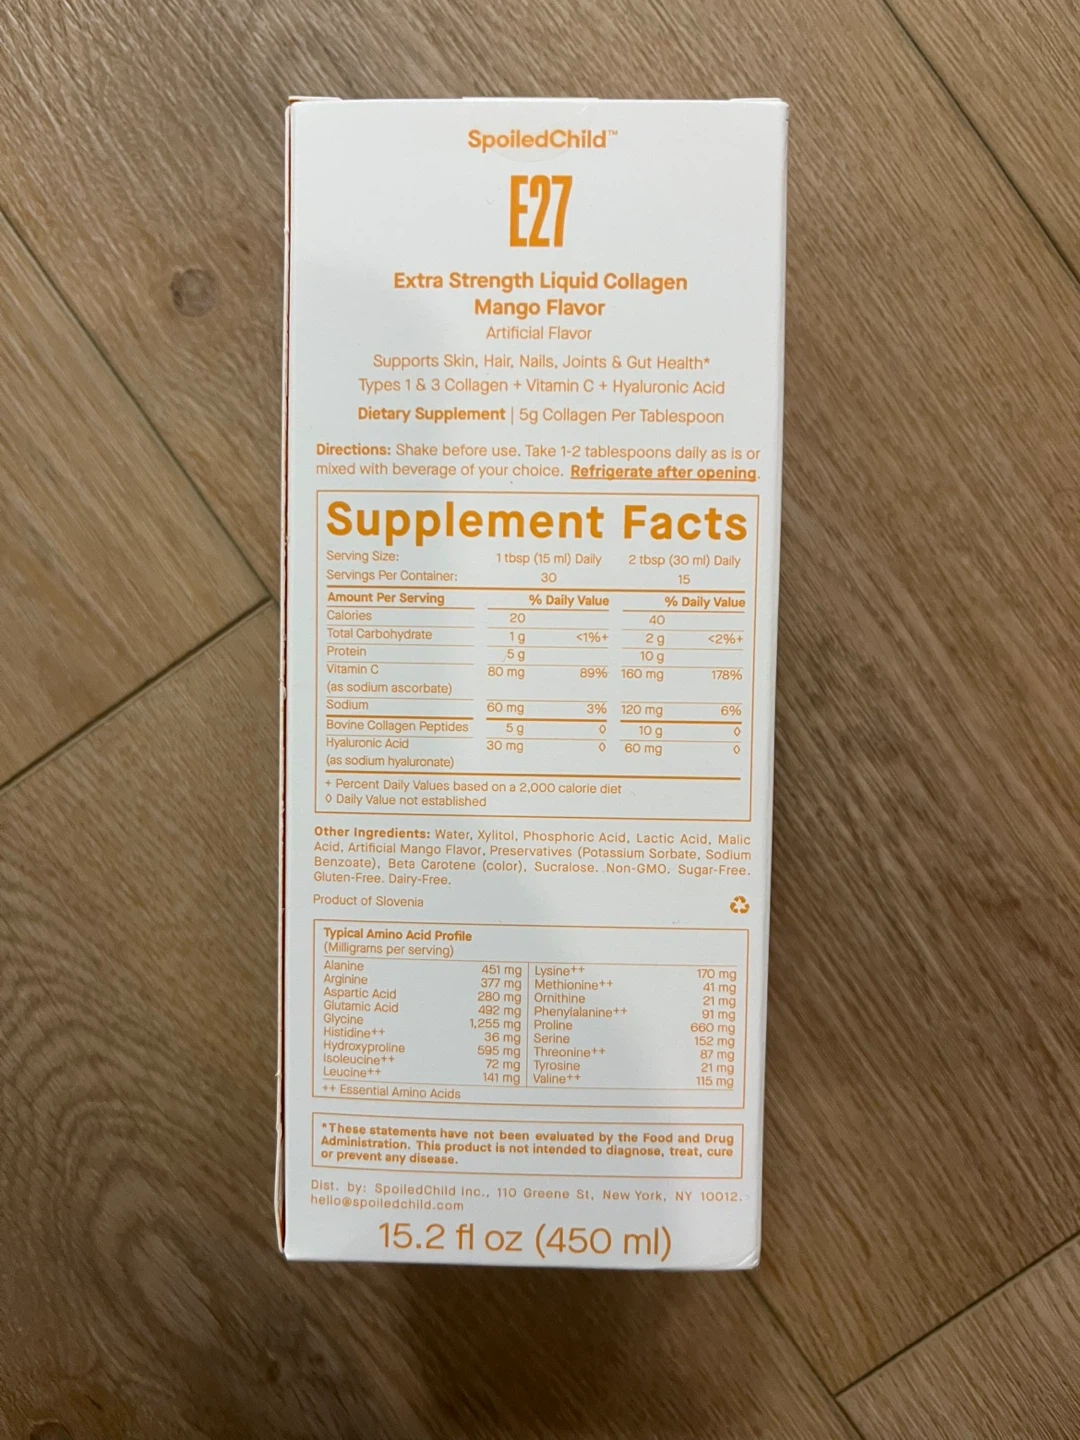 SpoiledChild™
E27
Extra Strength Liquid Collagen
Mango Flavor
Artificial Flavor
Supports Skin, Hair, Nails, Joints & Gut Health*
Types 1 & 3 Collagen + Vitamin C + Hyaluronic Acid
Dietary Supplement | 5g Collagen Per Tablespoon
Directions: Shake before use. Take 1-2 tablespoons daily as is or
mixed with beverage of your choice. Refrigerate after opening.
Supplement Facts
Serving Size: 1 tbsp (15 ml) Daily 2 tbsp (30 ml) Daily
Servings Per Container: 30 15
Amount Per Serving % Daily Value % Daily Value
Calories 20 40
Total Carbohydrate 1 g <1%+ 2 g <2%+
Protein 5 g 10 g
Vitamin C 80 mg 89% 160 mg 178%
(as sodium ascorbate)
Sodium 60 mg 3% 120 mg 6%
Bovine Collagen Peptides 5 g ◊ 10 g ◊
Hyaluronic Acid 30 mg ◊ 60 mg ◊
(as sodium hyaluronate)
+ Percent Daily Values based on a 2,000 calorie diet
◊ Daily Value not established
Other Ingredients: Water, Xylitol, Phosphoric Acid, Lactic Acid, Malic
Acid, Artificial Mango Flavor, Preservatives (Potassium Sorbate, Sodium
Benzoate), Beta Carotene (color), Sucralose. Non-GMO. Sugar-Free.
Gluten-Free. Dairy-Free.
Product of Slovenia
Typical Amino Acid Profile
(Milligrams per serving)
Alanine 451 mg
Arginine 377 mg
Aspartic Acid 280 mg
Glutamic Acid 492 mg
Glycine 1,255 mg
Histidine++ 36 mg
Hydroxyproline 595 mg
Isoleucine++ 72 mg
Leucine++ 141 mg
Lysine++ 170 mg
Methionine++ 41 mg
Ornithine 21 mg
Phenylalanine++ 91 mg
Proline 660 mg
Serine 152 mg
Threonine++ 87 mg
Tyrosine 21 mg
Valine++ 115 mg
++ Essential Amino Acids
*These statements have not been evaluated by the Food and Drug
Administration. This product is not intended to diagnose, treat, cure
or prevent any disease.
Dist. by: SpoiledChild Inc., 110 Greene St, New York, NY 10012.
hello@spoiledchild.com
15.2 fl oz (450 ml)